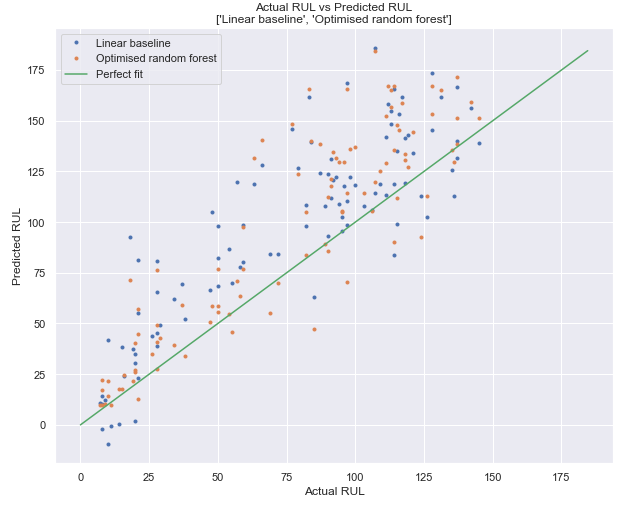 Actual RUL vs Predicted RUL
['Linear baseline', 'Optimised random forest']
Linear baseline
Optimised random forest
Perfect fit
175
150
125
100
75
50
25
0
Predicted RUL
0 25 50 75 100 125 150 175
Actual RUL